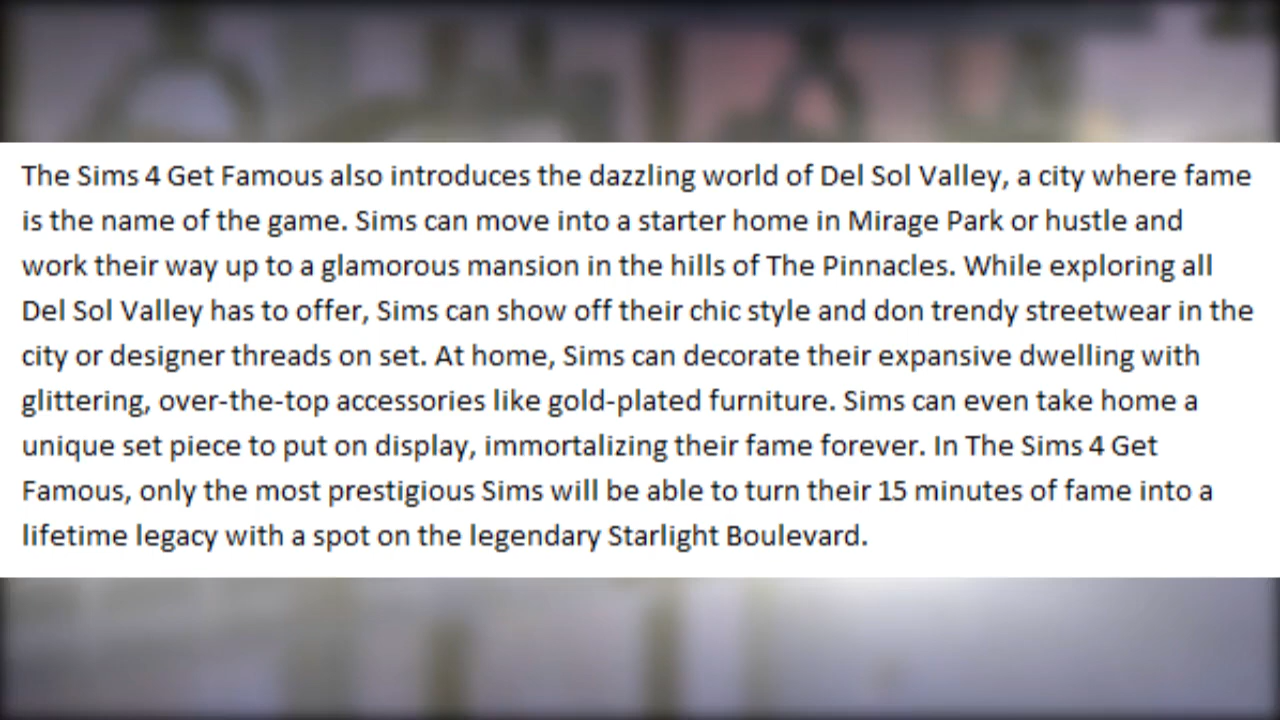 The Sims 4 Get Famous also introduces the dazzling world of Del Sol Valley, a city where fame
is the name of the game. Sims can move into a starter home in Mirage Park or hustle and
work their way up to a glamorous mansion in the hills of The Pinnacles. While exploring all
Del Sol Valley has to offer, Sims can show off their chic style and don trendy streetwear in the
city or designer threads on set. At home, Sims can decorate their expansive dwelling with
glittering, over-the-top accessories like gold-plated furniture. Sims can even take home a
unique set piece to put on display, immortalizing their fame forever. In The Sims 4 Get
Famous, only the most prestigious Sims will be able to turn their 15 minutes of fame into a
lifetime legacy with a spot on the legendary Starlight Boulevard.